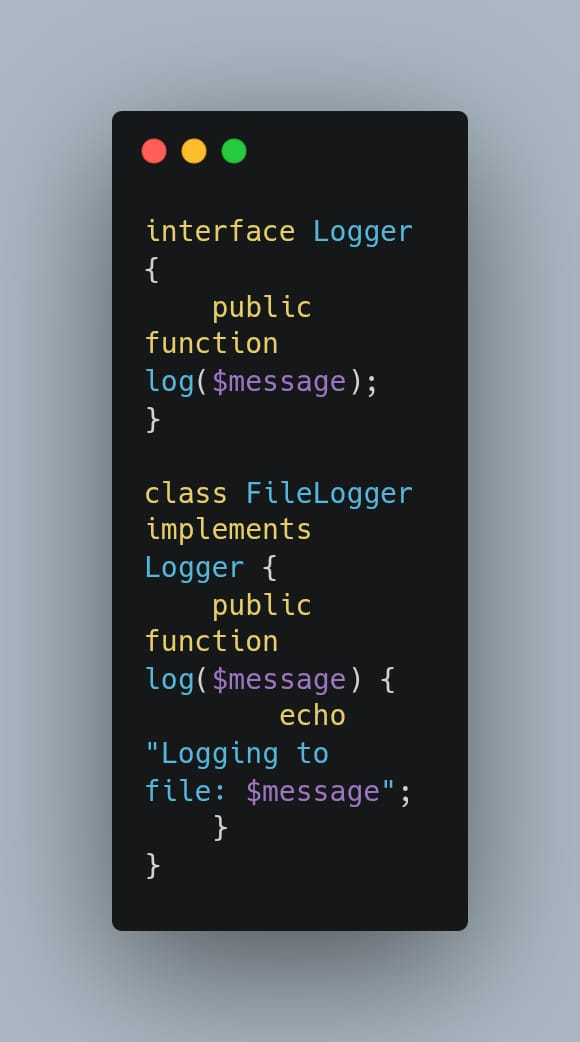 interface Logger
{
    public
function
log($message);
}

class FileLogger
implements
Logger {
    public
function
log($message) {
        echo
"Logging to
file: $message";
    }
}